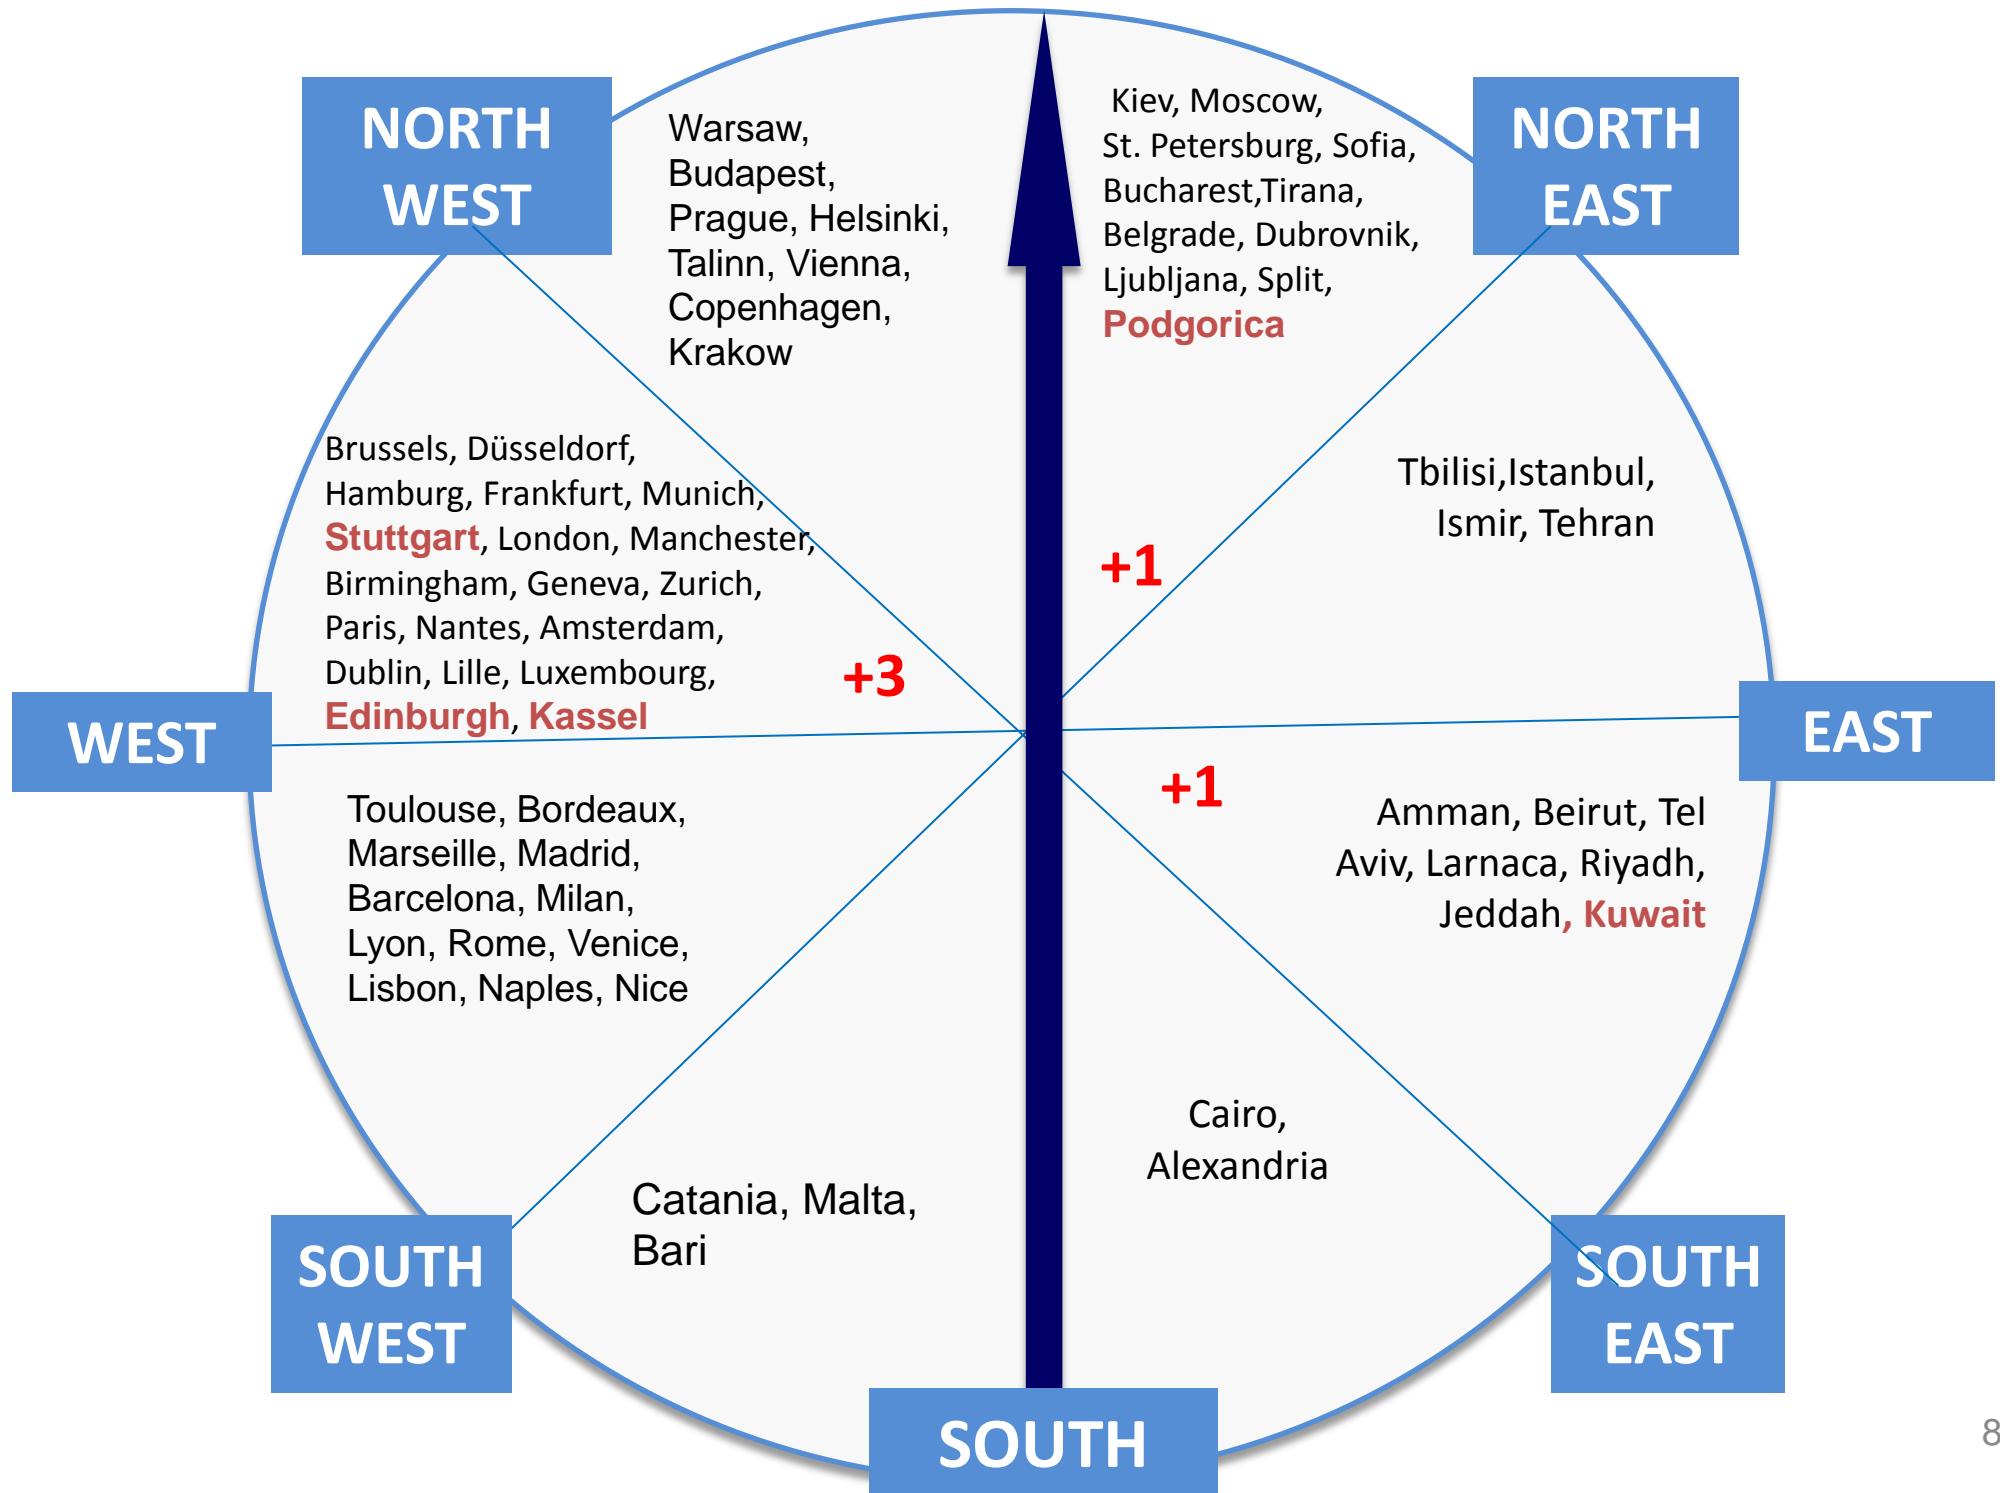 NORTH
WEST
Warsaw,
Budapest,
Prague, Helsinki,
Talinn, Vienna,
Copenhagen,
Krakow
Kiev, Moscow,
St. Petersburg, Sofia,
Bucharest,Tirana,
Belgrade, Dubrovnik,
Ljubljana, Split,
Podgorica
NORTH
EAST
Brussels, Düsseldorf,
Hamburg, Frankfurt, Munich,
Stuttgart, London, Manchester,
Birmingham, Geneva, Zurich,
Paris, Nantes, Amsterdam,
Dublin, Lille, Luxembourg,
Edinburgh, Kassel
+3
+1
Tbilisi,Istanbul,
Ismir, Tehran
WEST
EAST
Toulouse, Bordeaux,
Marseille, Madrid,
Barcelona, Milan,
Lyon, Rome, Venice,
Lisbon, Naples, Nice
+1
Amman, Beirut, Tel
Aviv, Larnaca, Riyadh,
Jeddah, Kuwait
Catania, Malta,
Bari
Cairo,
Alexandria
SOUTH
WEST
SOUTH
EAST
SOUTH
8